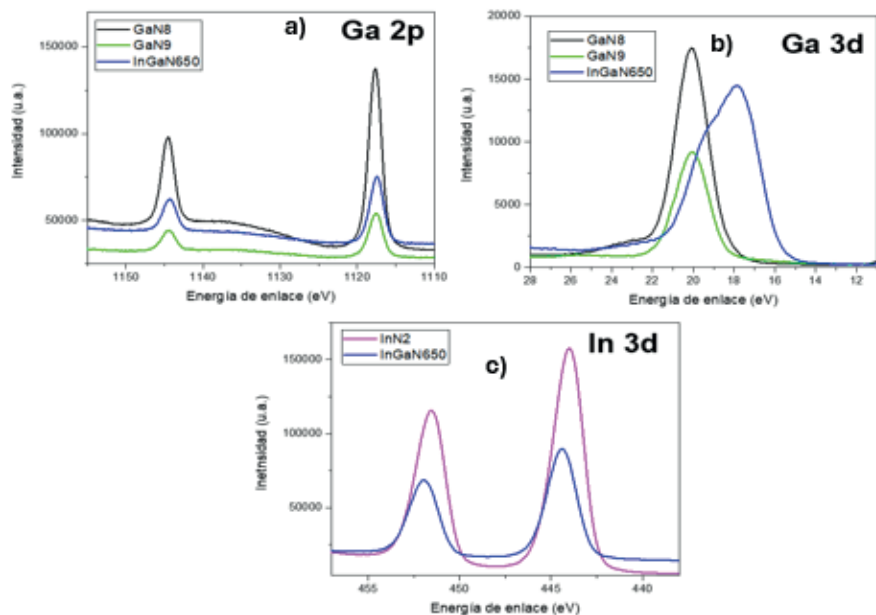 a)
Ga 2p
GaN8
GaN9
InGaN650
150000
100000
50000
Intensidad (u.a.)
1150
1140
1130
1120
1110
Energía de enlace (eV)
b)
Ga 3d
GaN8
GaN9
InGaN650
20000
15000
10000
5000
0
Intensidad (u.a.)
28
26
24
22
20
18
16
14
12
Energía de enlace (eV)
c)
In 3d
InN2
InGaN650
150000
100000
50000
Inetnsidad (u.a.)
455
450
445
440
Energía de enlace (eV)